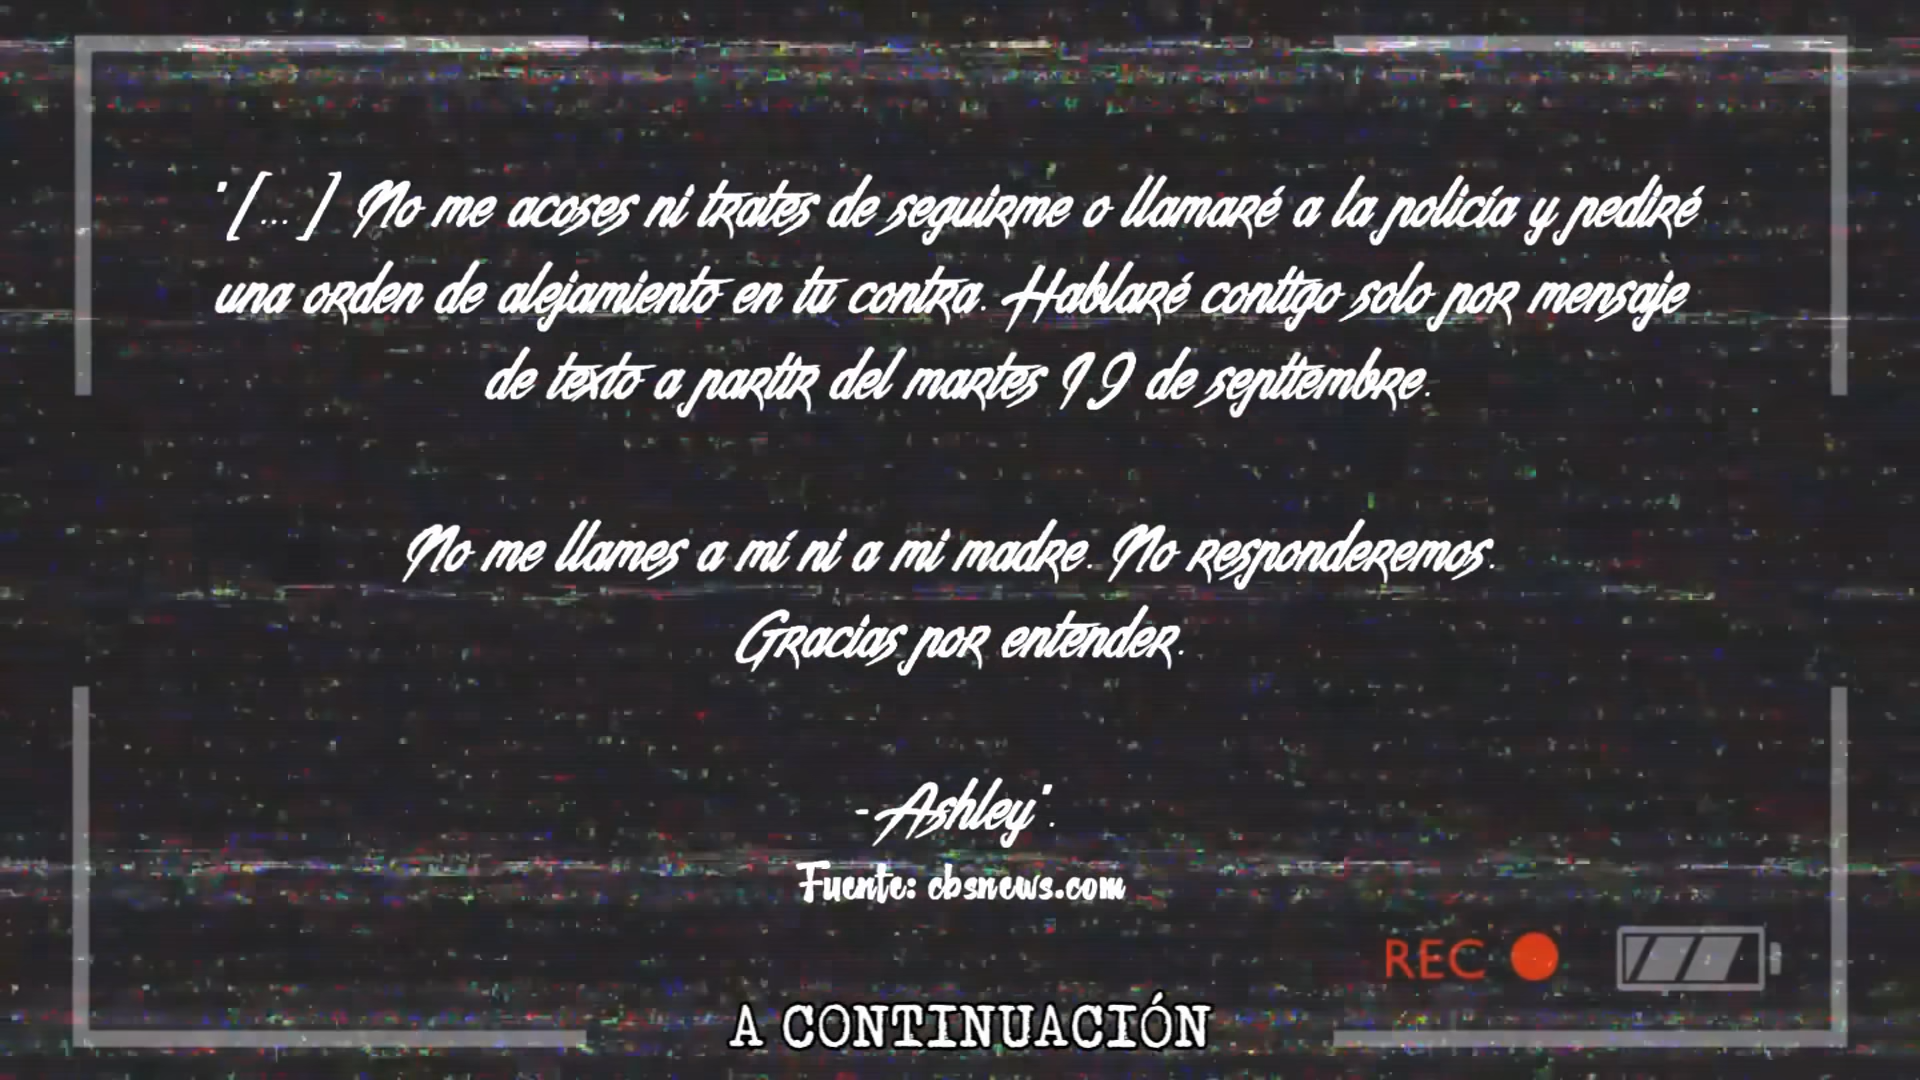 "[...] No me acoses ni trates de seguirme o llamaré a la policía y pediré
una orden de alejamiento en tu contra. Hablaré contigo solo por mensaje
de texto a partir del martes 19 de septiembre.
No me llames a mí ni a mi madre. No responderemos.
Gracias por entender.
-Ashley".
Fuente: cbsnews.com
REC
A CONTINUACIÓN